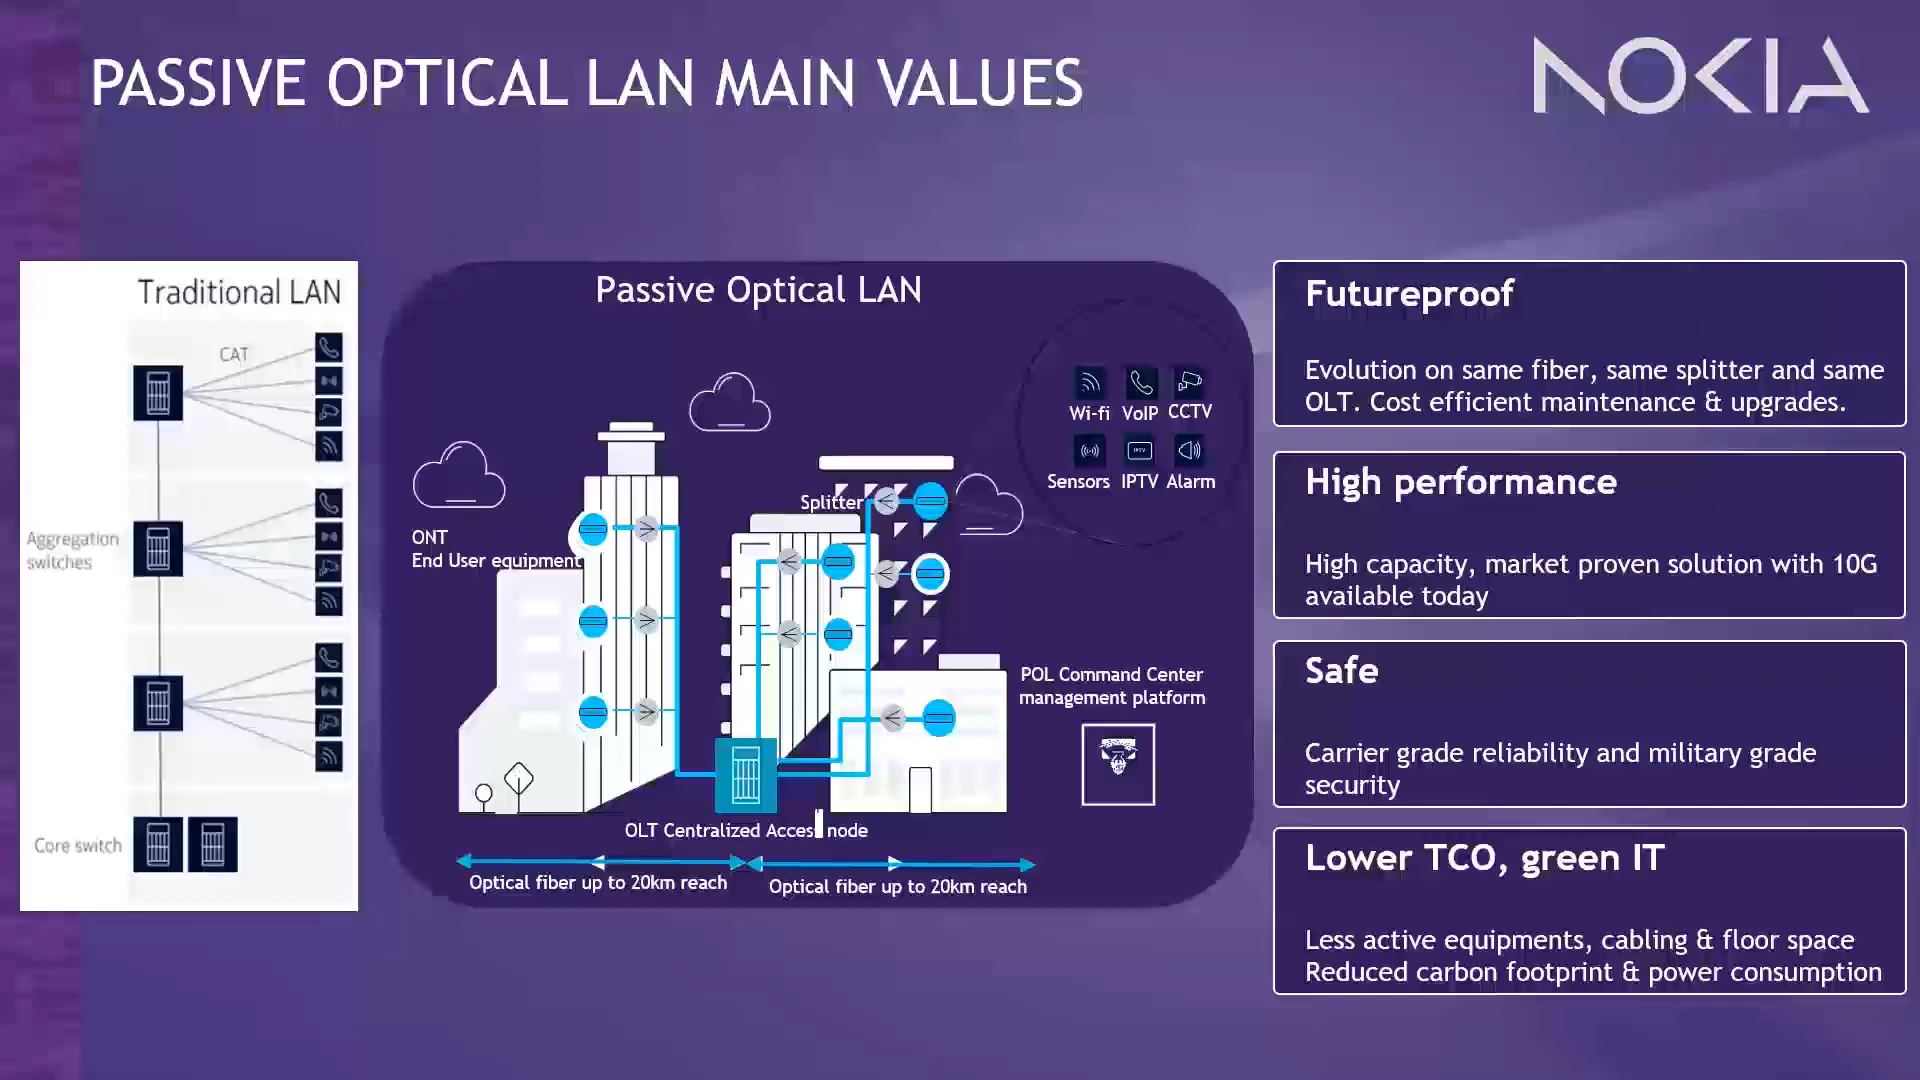 PASSIVE OPTICAL LAN MAIN VALUES
NOKIA
Traditional LAN
CAT
Aggregation
switches
Core switch
Passive Optical LAN
Wi-fi VoIP CCTV
IPTV
Sensors IPTV Alarm
Splitter
ONT
End User equipment
POL Command Center
management platform
OLT Centralized Access node
Optical fiber up to 20km reach
Optical fiber up to 20km reach
Futureproof
Evolution on same fiber, same splitter and same
OLT. Cost efficient maintenance & upgrades.
High performance
High capacity, market proven solution with 10G
available today
Safe
Carrier grade reliability and military grade
security
Lower TCO, green IT
Less active equipments, cabling & floor space
Reduced carbon footprint & power consumption